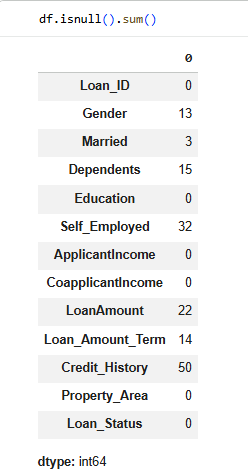 df.isnull().sum()
0
Loan_ID 0
Gender 13
Married 3
Dependents 15
Education 0
Self_Employed 32
ApplicantIncome 0
CoapplicantIncome 0
LoanAmount 22
Loan_Amount_Term 14
Credit_History 50
Property_Area 0
Loan_Status 0
dtype: int64